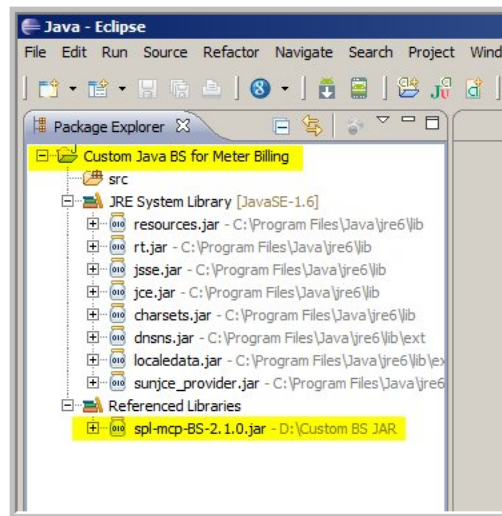 Java - Eclipse
File Edit Run Source Refactor Navigate Search Project Wind
Package Explorer
Custom Java BS for Meter Billing
src
JRE System Library [JavaSE-1.6]
resources.jar - C:\Program Files\Java\jre6\lib
rt.jar - C:\Program Files\Java\jre6\lib
jsse.jar - C:\Program Files\Java\jre6\lib
jce.jar - C:\Program Files\Java\jre6\lib
charsets.jar - C:\Program Files\Java\jre6\lib
dnsns.jar - C:\Program Files\Java\jre6\lib\ext
localedata.jar - C:\Program Files\Java\jre6\lib\ex
sunjce_provider.jar - C:\Program Files\Java\jre6
Referenced Libraries
spl-mcp-BS-2.1.0.jar - D:\Custom BS JAR